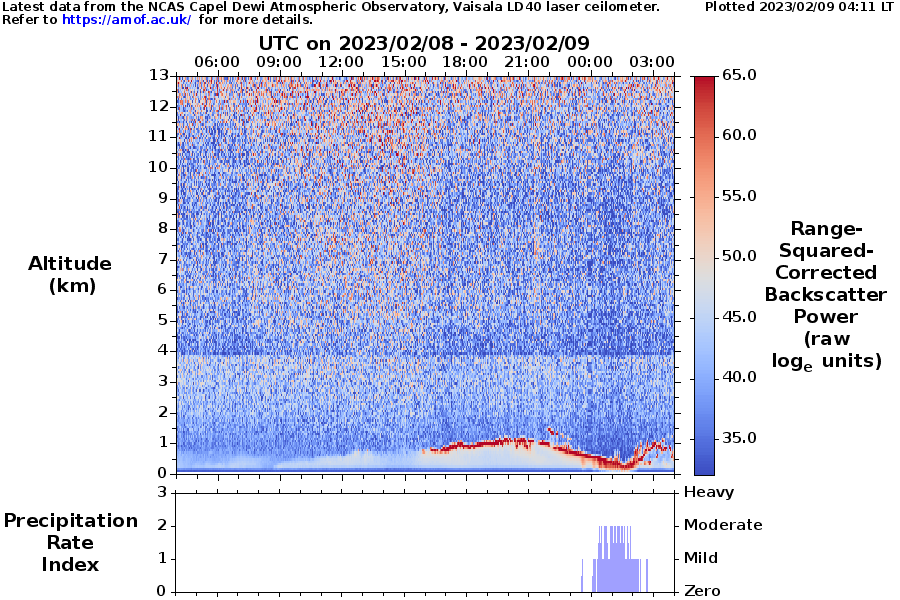 Latest data from the NCAS Capel Dewi Atmospheric Observatory, Vaisala LD40 laser ceilometer.
Plotted 2023/02/09 04:11 LT
Refer to https://amof.ac.uk/ for more details.
UTC on 2023/02/08 - 2023/02/09
06:00 09:00 12:00 15:00 18:00 21:00 00:00 03:00
13
12
11
10
9
8
7
6
5
4
3
2
1
0
Altitude
(km)
65.0
60.0
55.0
50.0
45.0
40.0
35.0
Range-
Squared-
Corrected
Backscatter
Power
(raw
logₑ units)
3
2
1
0
Precipitation
Rate
Index
Heavy
Moderate
Mild
Zero